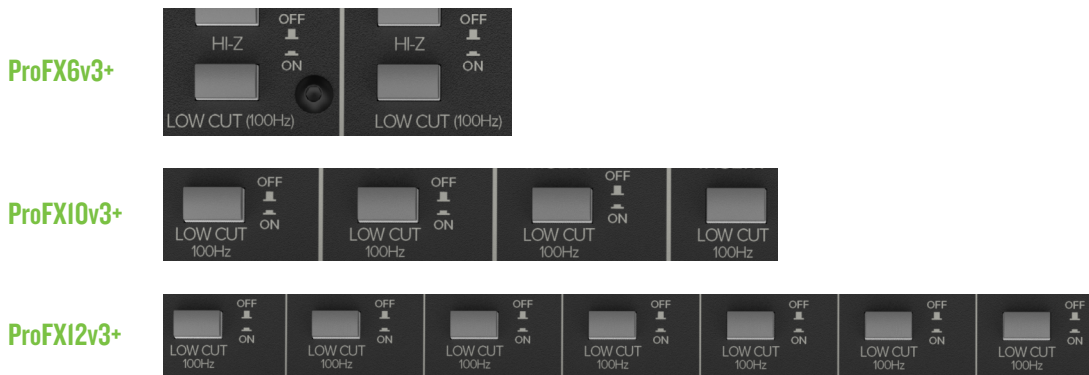 ProFX6v3+
HI-Z OFF HI-Z OFF
ON ON
LOW CUT (100Hz) LOW CUT (100Hz)
ProFX10v3+
OFF OFF OFF
ON ON ON
LOW CUT LOW CUT LOW CUT LOW CUT
100Hz 100Hz 100Hz 100Hz
ProFX12v3+
OFF OFF OFF OFF OFF OFF OFF
ON ON ON ON ON ON ON
LOW CUT LOW CUT LOW CUT LOW CUT LOW CUT LOW CUT LOW CUT
100Hz 100Hz 100Hz 100Hz 100Hz 100Hz 100Hz